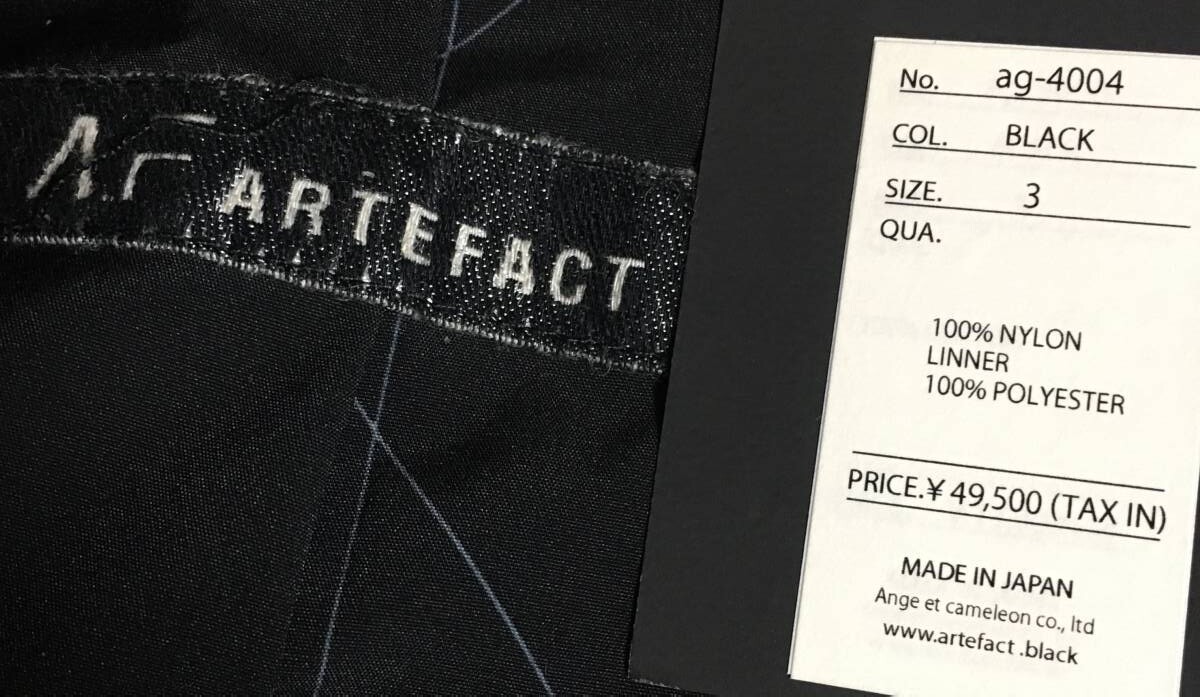 AF ARTEFACT
No. ag-4004
COL. BLACK
SIZE. 3
QUA.
100% NYLON
LINNER
100% POLYESTER
PRICE.¥ 49,500 (TAX IN)
MADE IN JAPAN
Ange et cameleon co., ltd
www.artefact .black